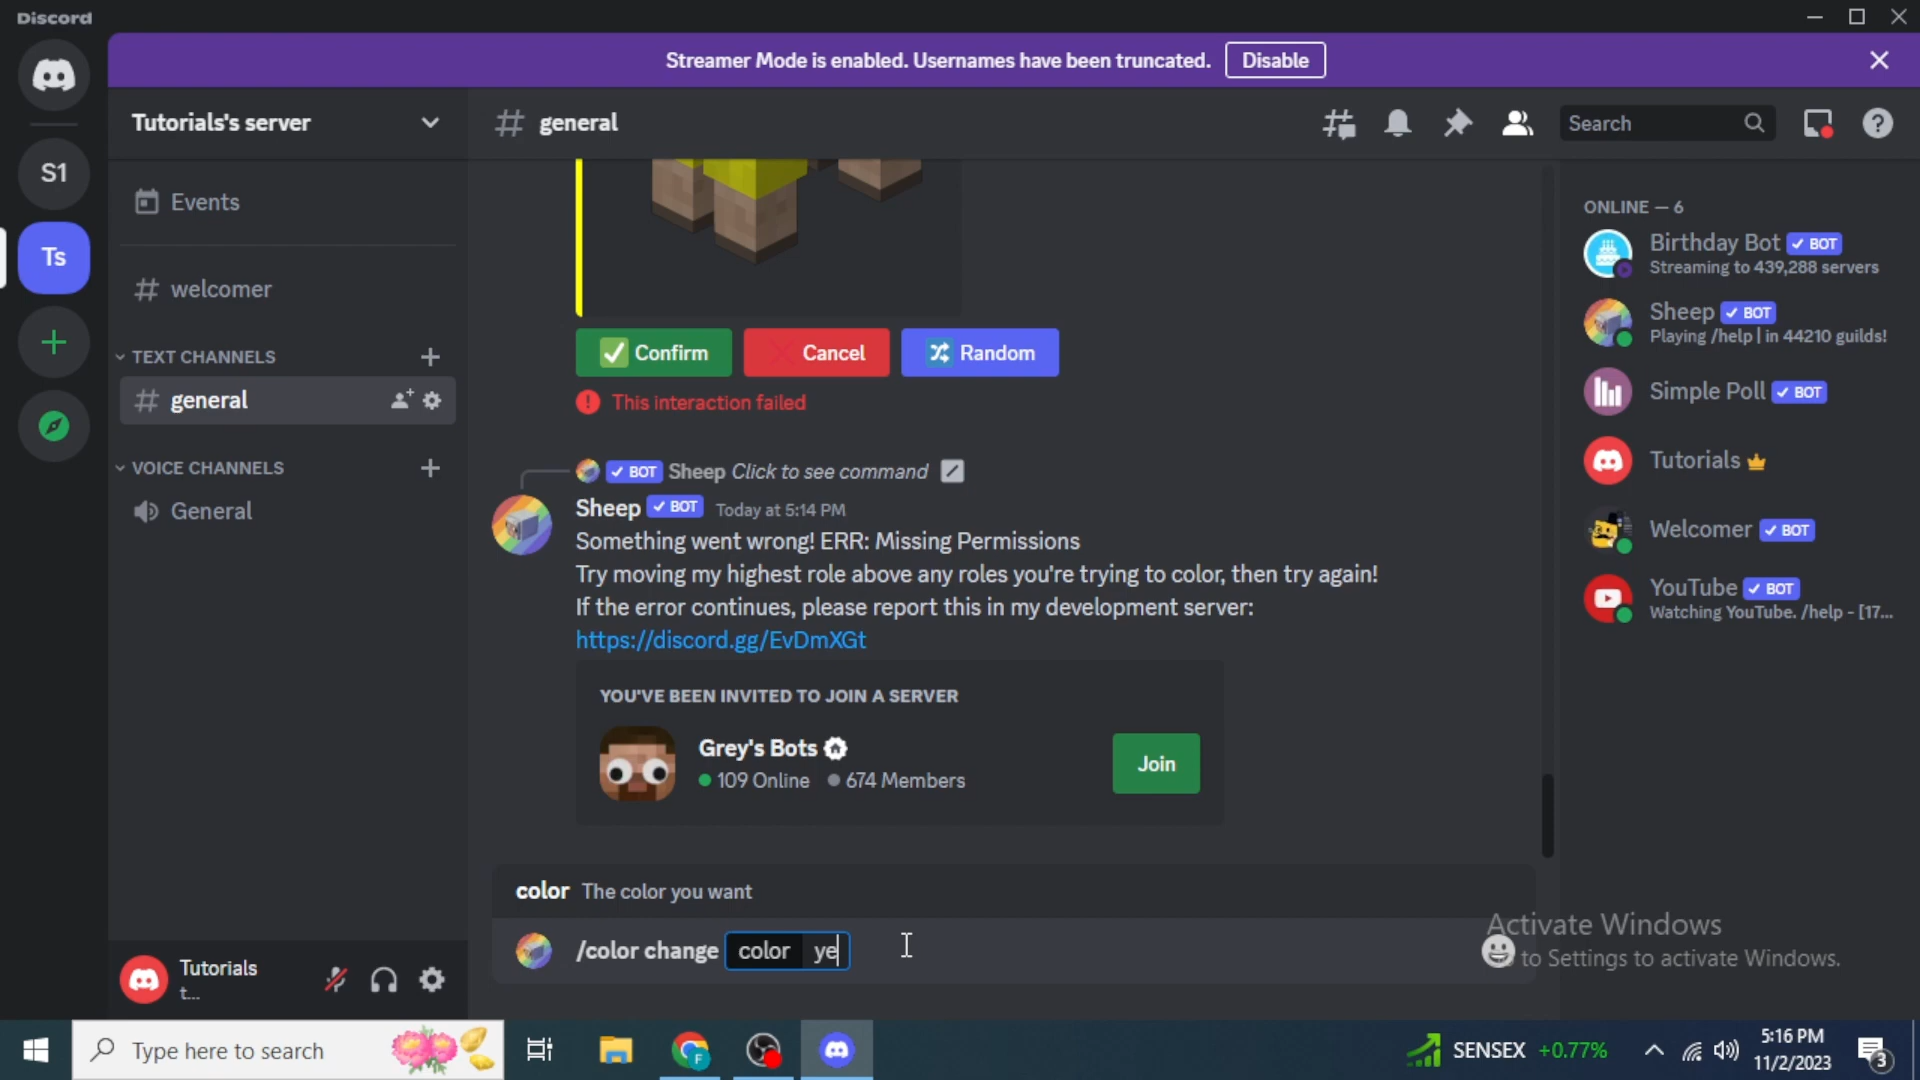 Discord
Streamer Mode is enabled. Usernames have been truncated. Disable
Tutorials's server
general
Search
S1
Ts
Events
welcomer
TEXT CHANNELS
general
VOICE CHANNELS
General
Confirm Cancel Random
This interaction failed
BOT Sheep Click to see command
Sheep BOT Today at 5:14 PM
Something went wrong! ERR: Missing Permissions
Try moving my highest role above any roles you're trying to color, then try again!
If the error continues, please report this in my development server:
https://discord.gg/EvDmXGt
YOU'VE BEEN INVITED TO JOIN A SERVER
Grey's Bots
109 Online 674 Members
Join
color The color you want
/color change color ye
ONLINE — 6
Birthday Bot BOT
Streaming to 439,288 servers
Sheep BOT
Playing /help | in 44210 guilds!
Simple Poll BOT
Tutorials
Welcomer BOT
YouTube BOT
Watching YouTube. /help - [17...
Activate Windows
to Settings to activate Windows.
Tutorials
t...
Type here to search
SENSEX +0.77%
5:16 PM
11/2/2023
3